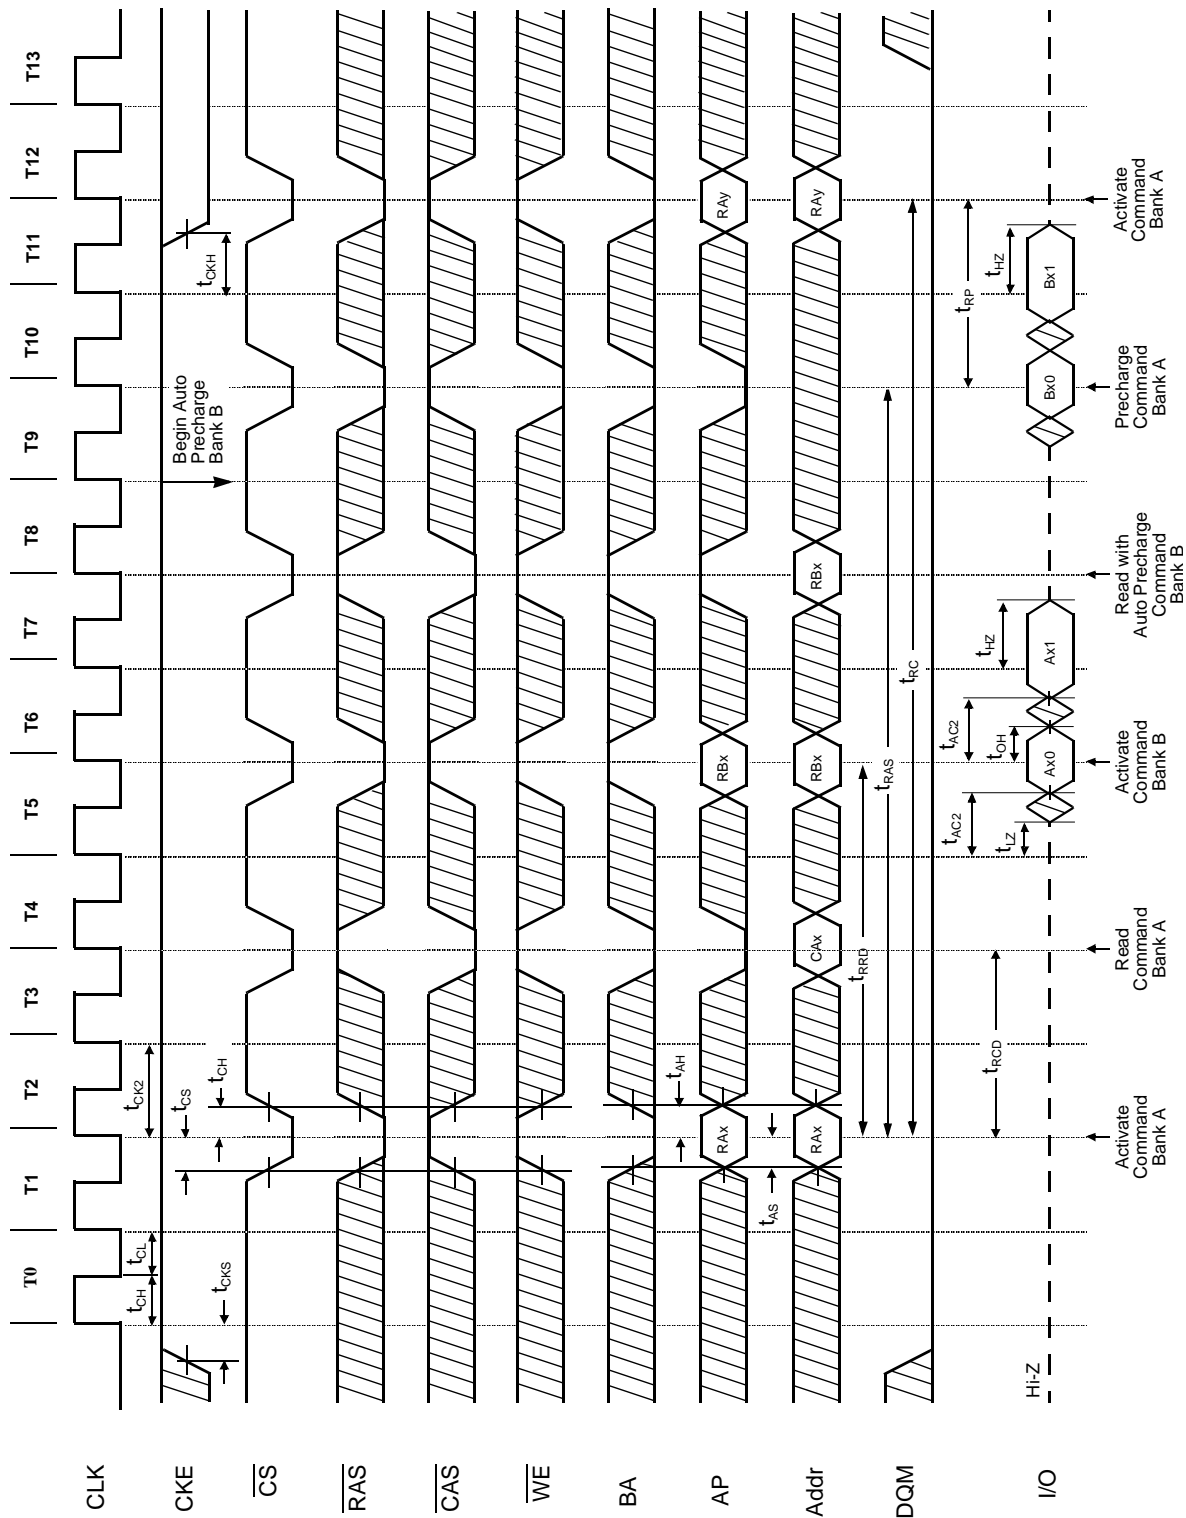 T0 T1 T2 T3 T4 T5 T6 T7 T8 T9 T10 T11 T12 T13
CLK
tCH tCL tCK2
CKE
tCKS tCS tCH Begin Auto Precharge Bank B tCKH
CS
RAS
CAS
WE
BA
tAH
AP
RAx RBx RAy
tAS
Addr
RAx CAx RBx RBx RAy
tRRD
DQM
tRAS
tRC
tRCD tRP
tAC2 tAC2
tLZ tOH tHZ tHZ
I/O
Hi-Z Ax0 Ax1 Bx0 Bx1
Activate
Command
Bank A
Read
Command
Bank A
Activate
Command
Bank B
Read with
Auto Precharge
Command
Bank B
Precharge
Command
Bank A
Activate
Command
Bank A